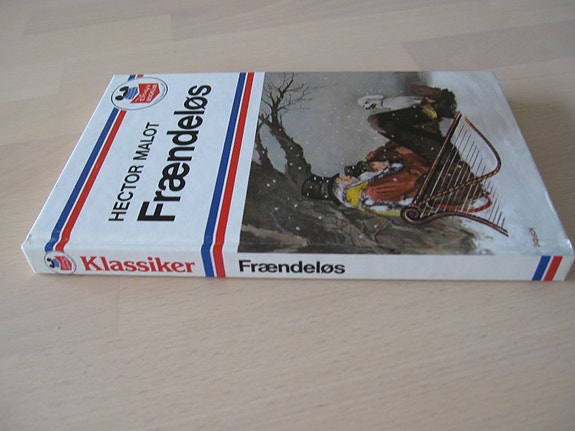 HECTOR MALOT
Frændeløs
Klassiker
Frændeløs